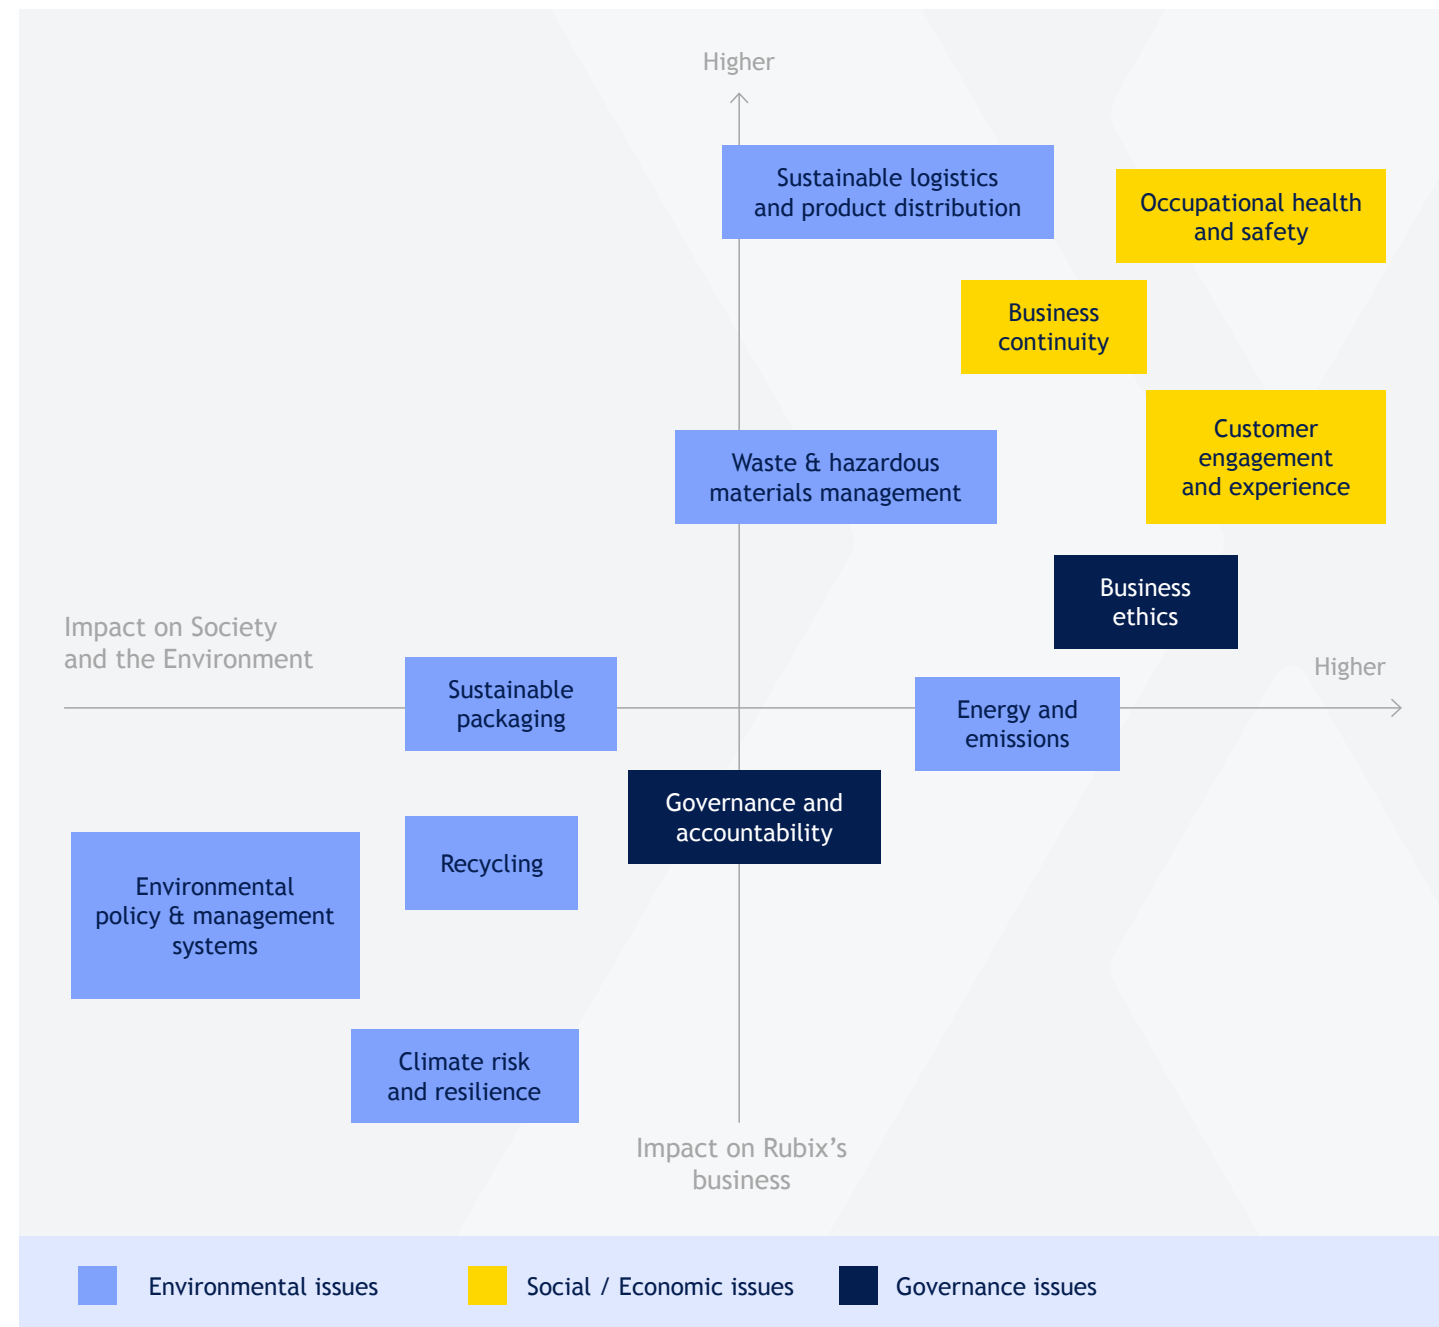 Higher
Sustainable logistics
and product distribution
Occupational health
and safety
Business
continuity
Customer
engagement
and experience
Waste & hazardous
materials management
Business
ethics
Impact on Society
and the Environment
Higher
Sustainable
packaging
Energy and
emissions
Governance and
accountability
Recycling
Environmental
policy & management
systems
Climate risk
and resilience
Impact on Rubix’s
business
Environmental issues
Social / Economic issues
Governance issues